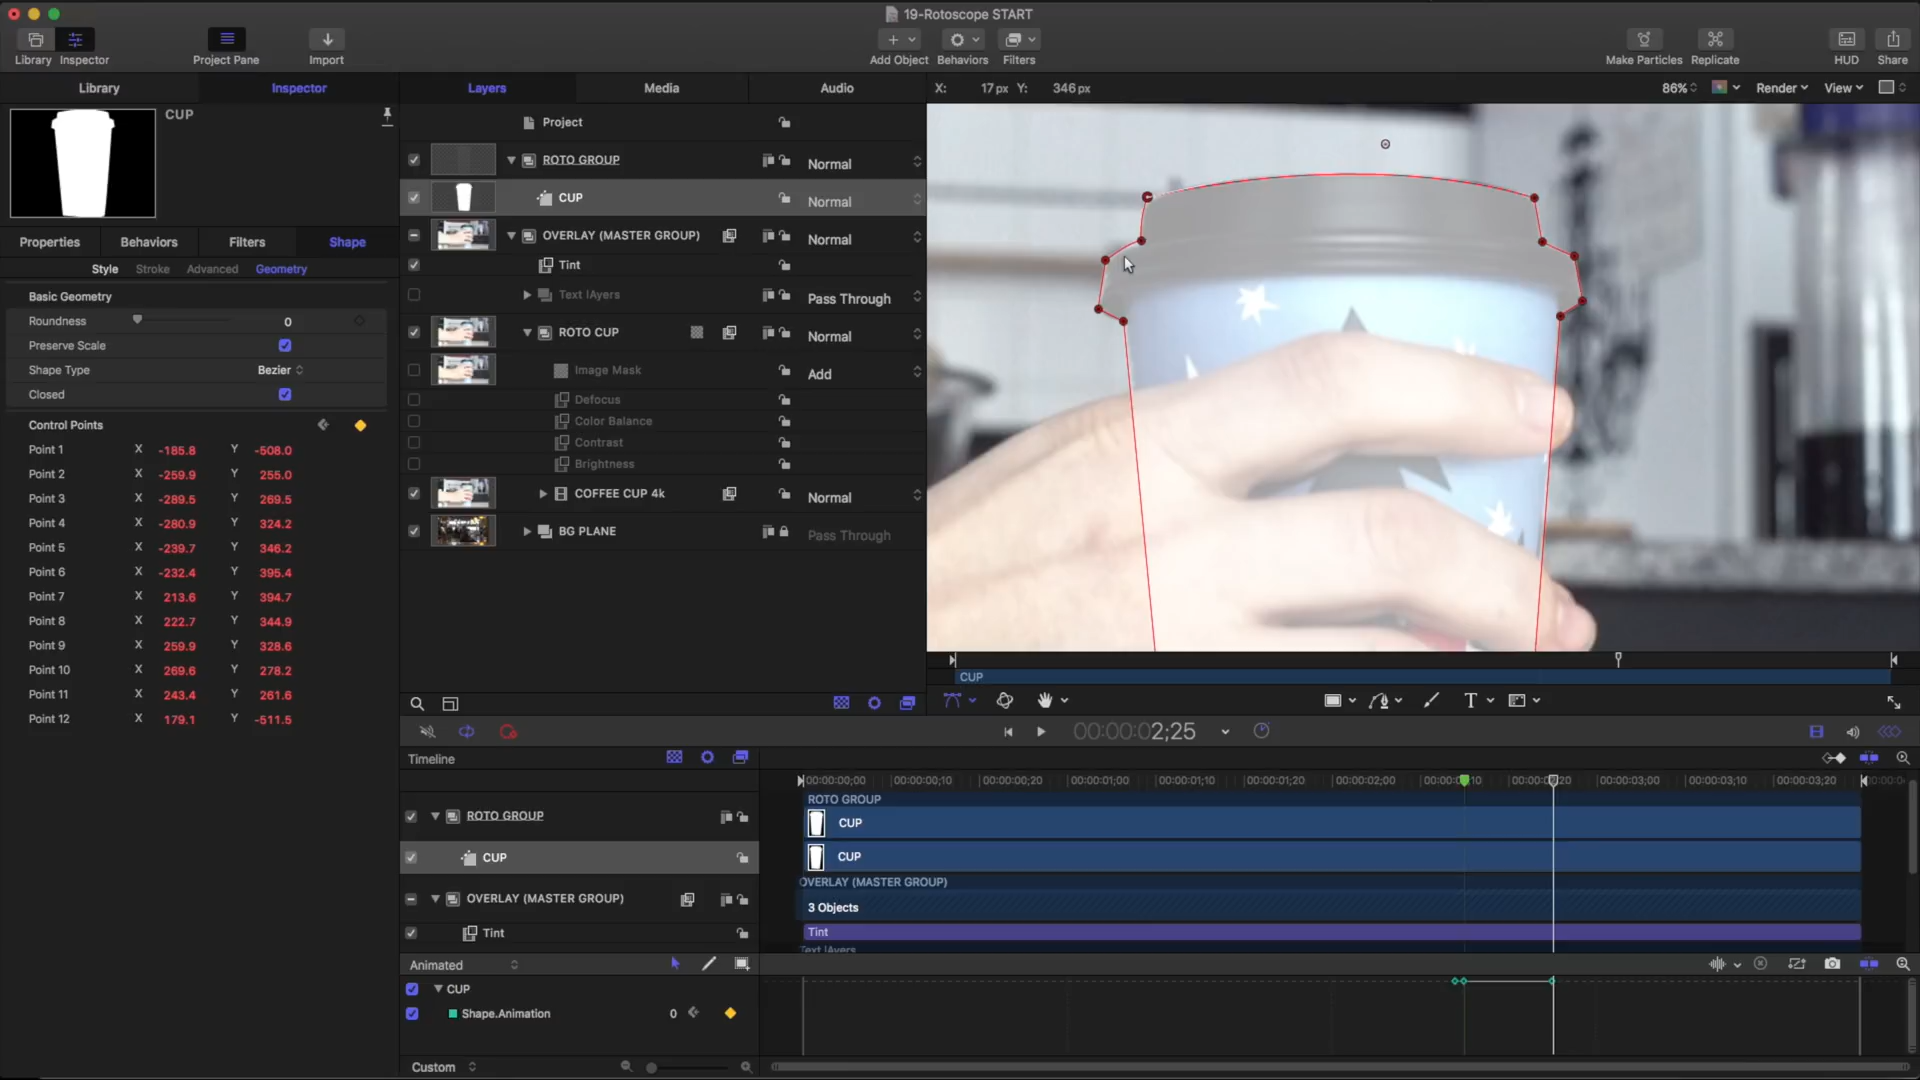 19-Rotoscope START
Library
Inspector
Project Pane
Import
Add Object
Behaviors
Filters
Make Particles
Replicate
HUD
Share
Library
Inspector
Layers
Media
Audio
X: 17 px Y: 346 px
86%
Render
View
CUP
Properties
Behaviors
Filters
Shape
Style
Stroke
Advanced
Geometry
Basic Geometry
Roundness 0
Preserve Scale
Shape Type Bezier
Closed
Control Points
Point 1 X -185.8 Y -508.0
Point 2 X -259.9 Y 255.0
Point 3 X -289.5 Y 269.5
Point 4 X -280.9 Y 324.2
Point 5 X -239.7 Y 346.2
Point 6 X -232.4 Y 395.4
Point 7 X 213.6 Y 394.7
Point 8 X 222.7 Y 344.9
Point 9 X 259.9 Y 328.6
Point 10 X 269.6 Y 278.2
Point 11 X 243.4 Y 261.6
Point 12 X 179.1 Y -511.5
Project
ROTO GROUP Normal
CUP Normal
OVERLAY (MASTER GROUP) Normal
Tint
Text lAyers Pass Through
ROTO CUP Normal
Image Mask Add
Defocus
Color Balance
Contrast
Brightness
COFFEE CUP 4k Normal
BG PLANE Pass Through
CUP
T
00:00:02;25
Timeline
00:00:00;00
00:00:00;10
00:00:00;20
00:00:01;00
00:00:01;10
00:00:01;20
00:00:02;00
00:00:03;00
00:00:03;10
00:00:03;20
ROTO GROUP
CUP
OVERLAY (MASTER GROUP)
Tint
ROTO GROUP
CUP
CUP
OVERLAY (MASTER GROUP)
3 Objects
Tint
Text lAyers
Animated
CUP
Shape.Animation 0
Custom